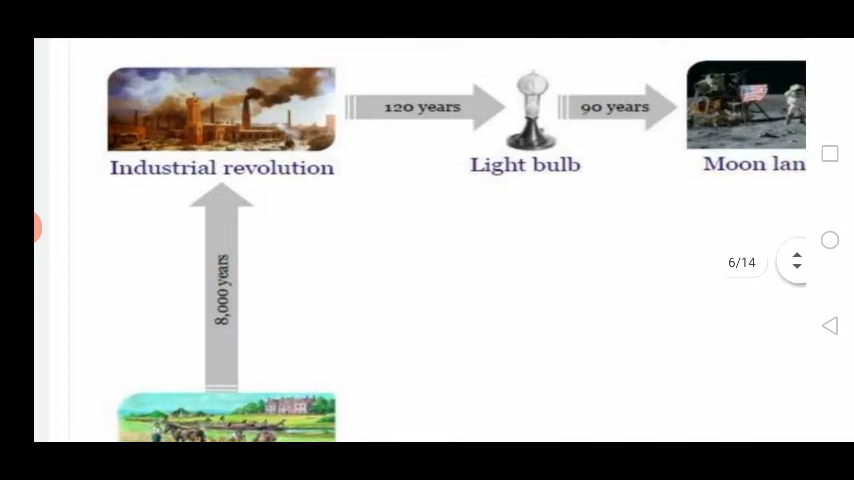 120 years
90 years
Industrial revolution
Light bulb
Moon lan
6/14
8,000 years